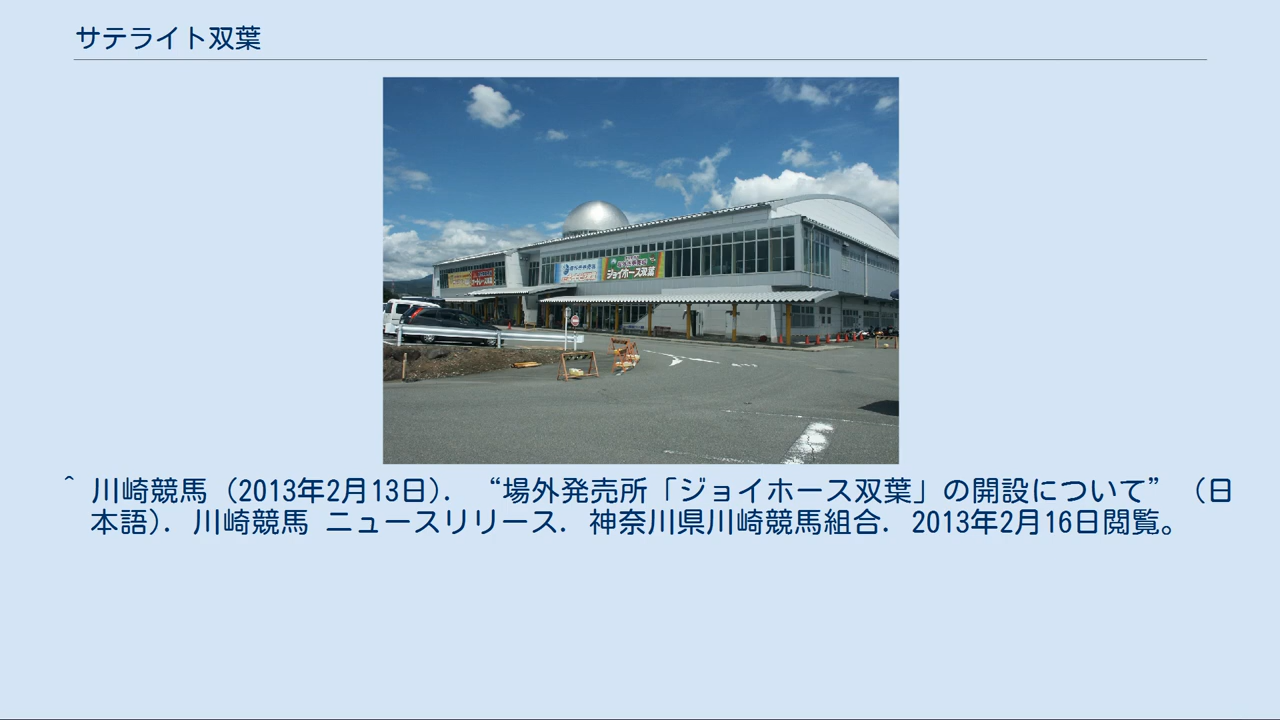 サテライト双葉
ジョイホース双葉
^ 川崎競馬 (2013年2月13日). “場外発売所「ジョイホース双葉」の開設について” (日
本語). 川崎競馬 ニュースリリース. 神奈川県川崎競馬組合. 2013年2月16日閲覧。